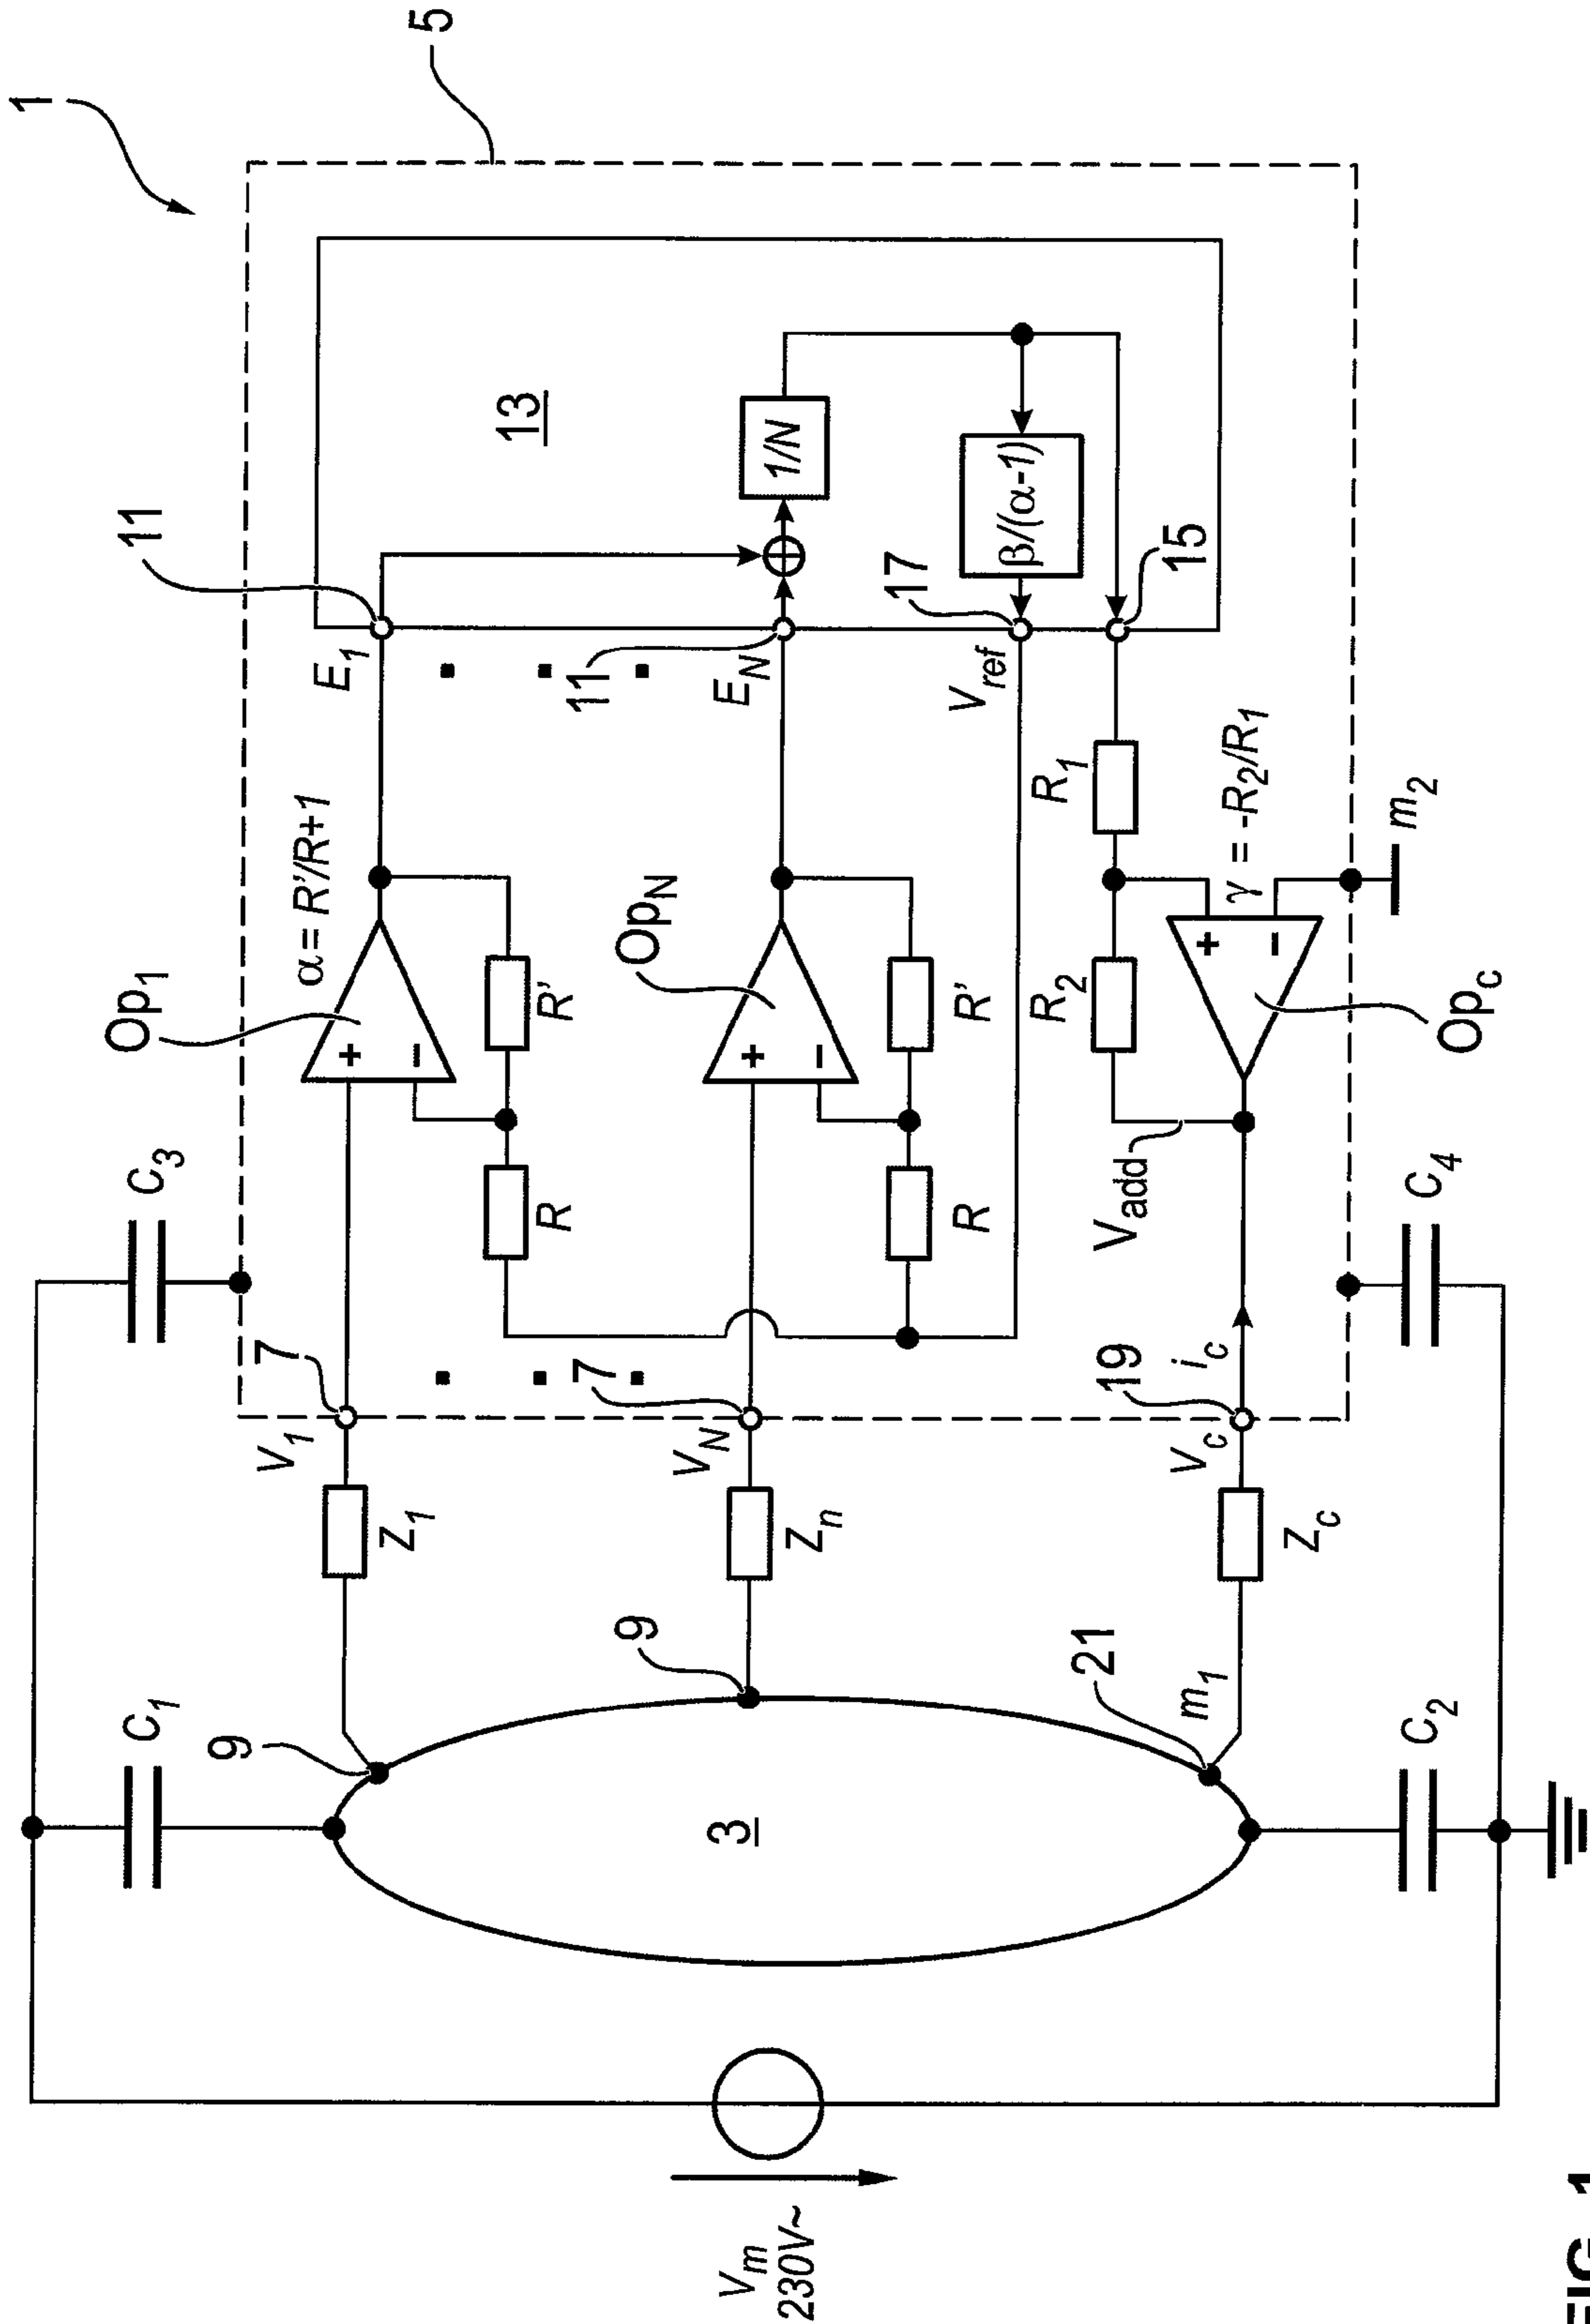 1
5
11
13
1/N
β/(α-1)
17
15
E1
11
EN
Vref
R1
γ = -R2/R1
m2
α = R'/R+1
Op1
OpN
R'
R'
R2
Opc
C3
R
R
Vadd
C4
7
7
19
ic
V1
VN
Vc
Z1
Zn
Zc
C1
9
9
21
m1
C2
3
Vm
230V~
FIG. 1